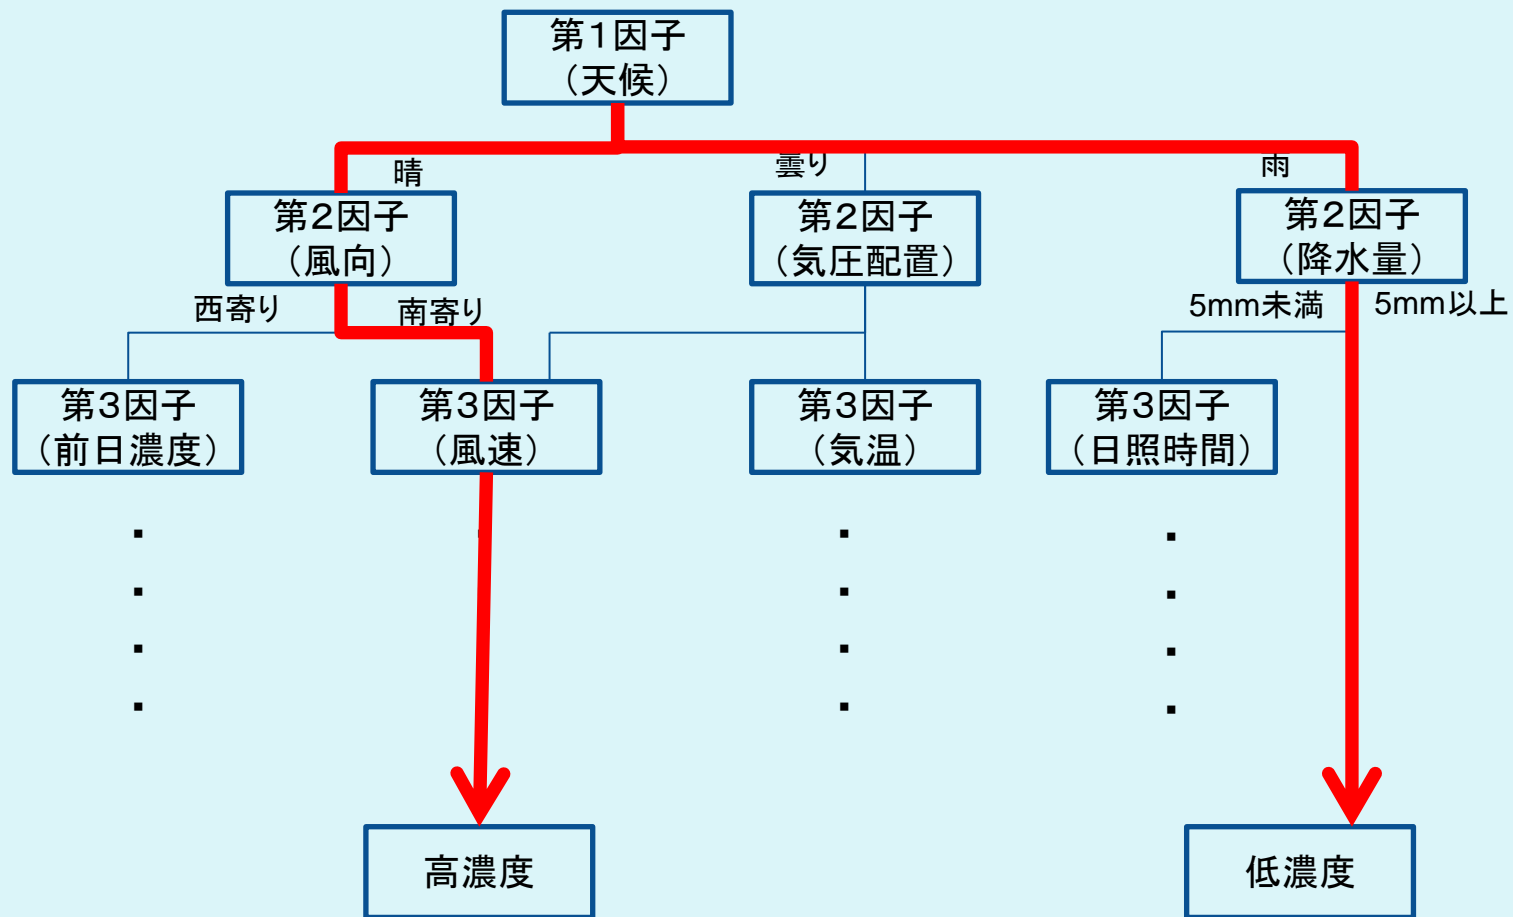 第1因子
(天候)
晴
曇り
雨
第2因子
(風向)
第2因子
(気圧配置)
第2因子
(降水量)
西寄り
南寄り
5mm未満
5mm以上
第3因子
(前日濃度)
第3因子
(風速)
第3因子
(気温)
第3因子
(日照時間)
高濃度
低濃度